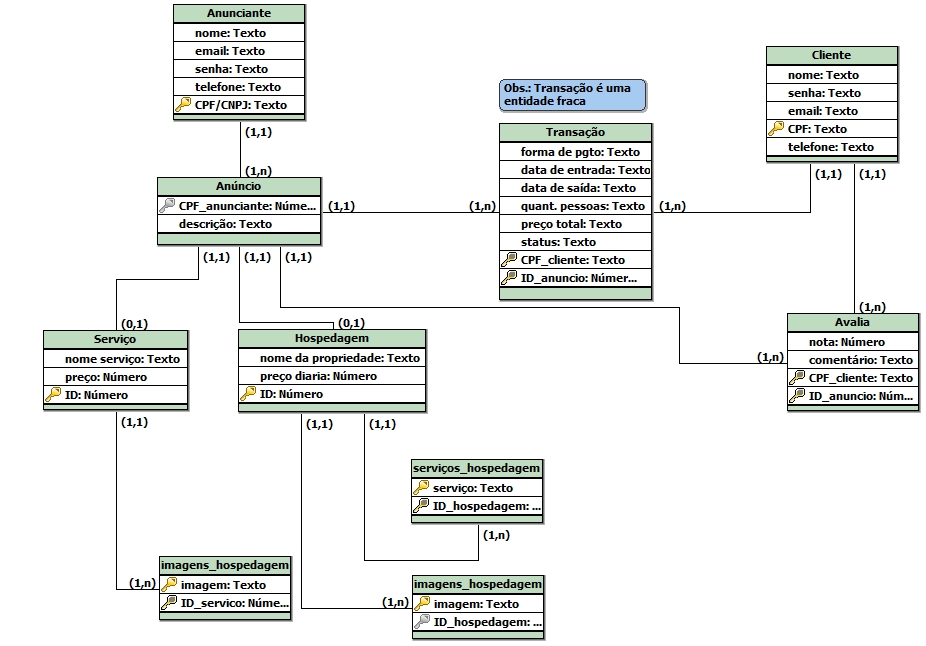 Anunciante
nome: Texto
email: Texto
senha: Texto
telefone: Texto
CPF/CNPJ: Texto
(1,1)
(1,n)
Anúncio
CPF_anunciante: Núme...
descrição: Texto
(1,1)
(1,n)
Obs.: Transação é uma
entidade fraca
Transação
forma de pgto: Texto
data de entrada: Texto
data de saída: Texto
quant. pessoas: Texto
preço total: Texto
status: Texto
CPF_cliente: Texto
ID_anuncio: Númer...
(1,n)
Cliente
nome: Texto
senha: Texto
email: Texto
CPF: Texto
telefone: Texto
(1,1)
(1,1)
(1,1)
(1,1)
(1,1)
(0,1)
(0,1)
(1,n)
(1,n)
Serviço
nome serviço: Texto
preço: Número
ID: Número
(1,1)
Hospedagem
nome da propriedade: Texto
preço diaria: Número
ID: Número
(1,1)
(1,1)
Avalia
nota: Número
comentário: Texto
CPF_cliente: Texto
ID_anuncio: Núm...
serviços_hospedagem
serviço: Texto
ID_hospedagem: ...
(1,n)
imagens_hospedagem
imagem: Texto
ID_servico: Núme...
(1,n)
imagens_hospedagem
imagem: Texto
ID_hospedagem: ...
(1,n)